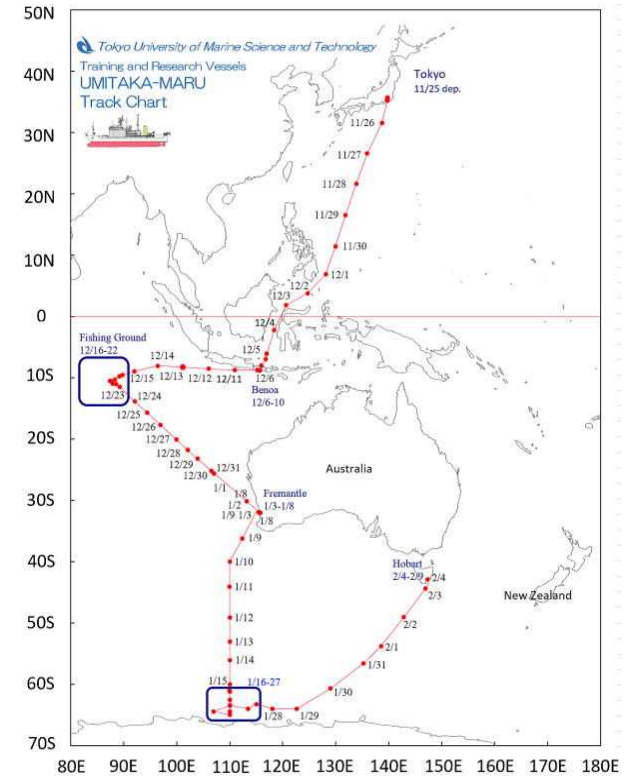 50N
Tokyo University of Marine Science and Technology
Training and Research Vessels
UMITAKA-MARU
Track Chart
40N
Tokyo
11/25 dep.
11/26
30N
11/27
11/28
20N
11/29
11/30
10N
12/1
12/2
12/3
0
12/4
Fishing Ground
12/16-22
12/5
12/14
12/15
12/13
12/12
12/11
12/6
10S
Benoa
12/6-10
12/23
12/24
12/25
12/26
20S
12/27
12/28
12/29
12/31
12/30
1/1
Australia
1/8
Fremantle
1/3-1/8
30S
1/2
1/9
1/3
1/8
1/9
40S
1/10
Hobart
2/4-2/9
2/4
1/11
2/3
New Zealand
50S
1/12
2/2
1/13
2/1
1/14
1/31
60S
1/15
1/16-27
1/30
1/28
1/29
70S
80E
90E
100E
110E
120E
130E
140E
150E
160E
170E
180E